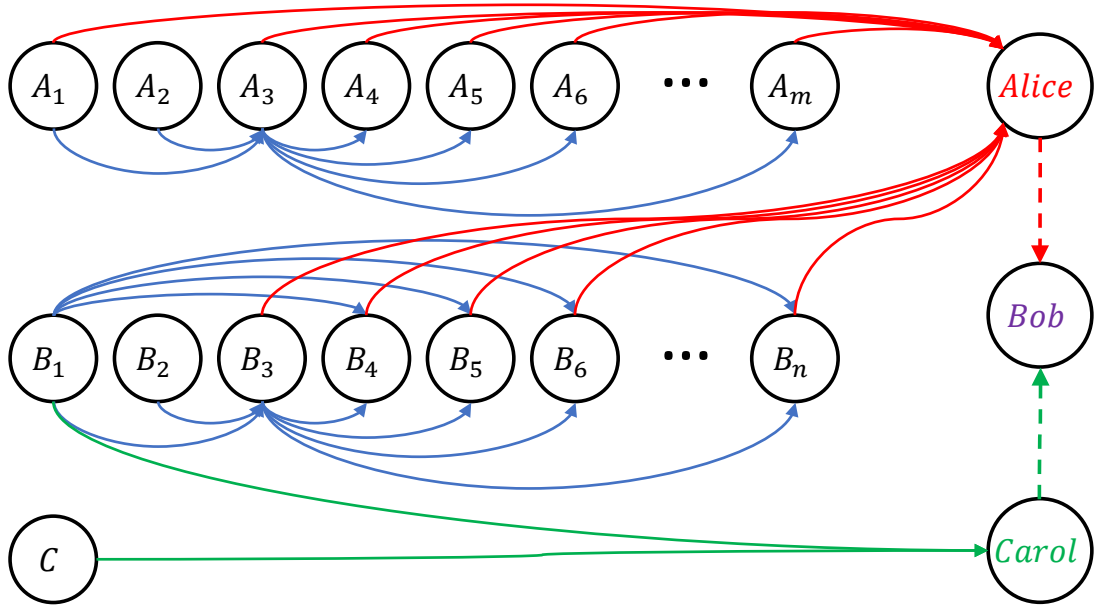 A₁ A₂ A₃ A₄ A₅ A₆ ... Aₘ Alice
Bob
B₁ B₂ B₃ B₄ B₅ B₆ ... Bₙ
C Carol